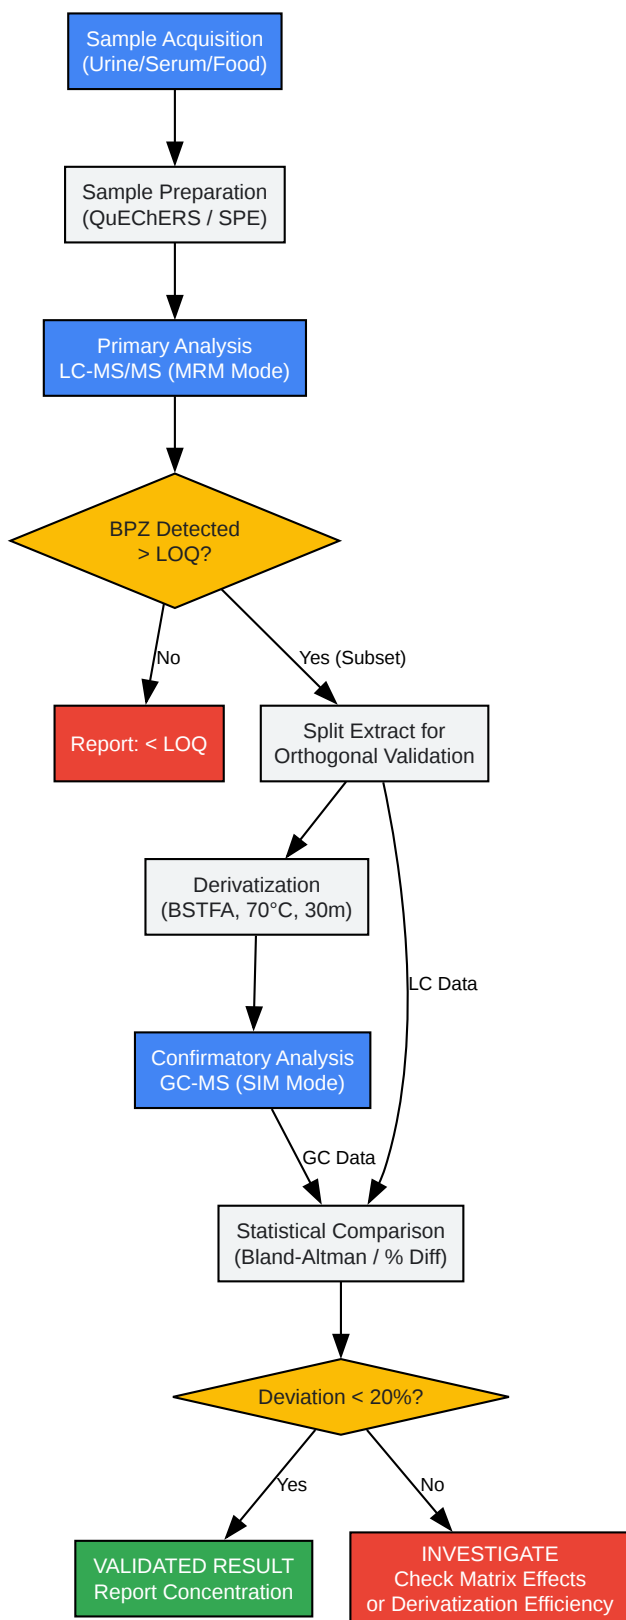 Sample Acquisition
(Urine/Serum/Food)
Sample Preparation
(QuEChERS / SPE)
Primary Analysis
LC-MS/MS (MRM Mode)
BPZ Detected
> LOQ?
No
Yes (Subset)
Report: < LOQ
Split Extract for
Orthogonal Validation
Derivatization
(BSTFA, 70°C, 30m)
LC Data
Confirmatory Analysis
GC-MS (SIM Mode)
GC Data
Statistical Comparison
(Bland-Altman / % Diff)
Deviation < 20%?
Yes
No
VALIDATED RESULT
Report Concentration
INVESTIGATE
Check Matrix Effects
or Derivatization Efficiency